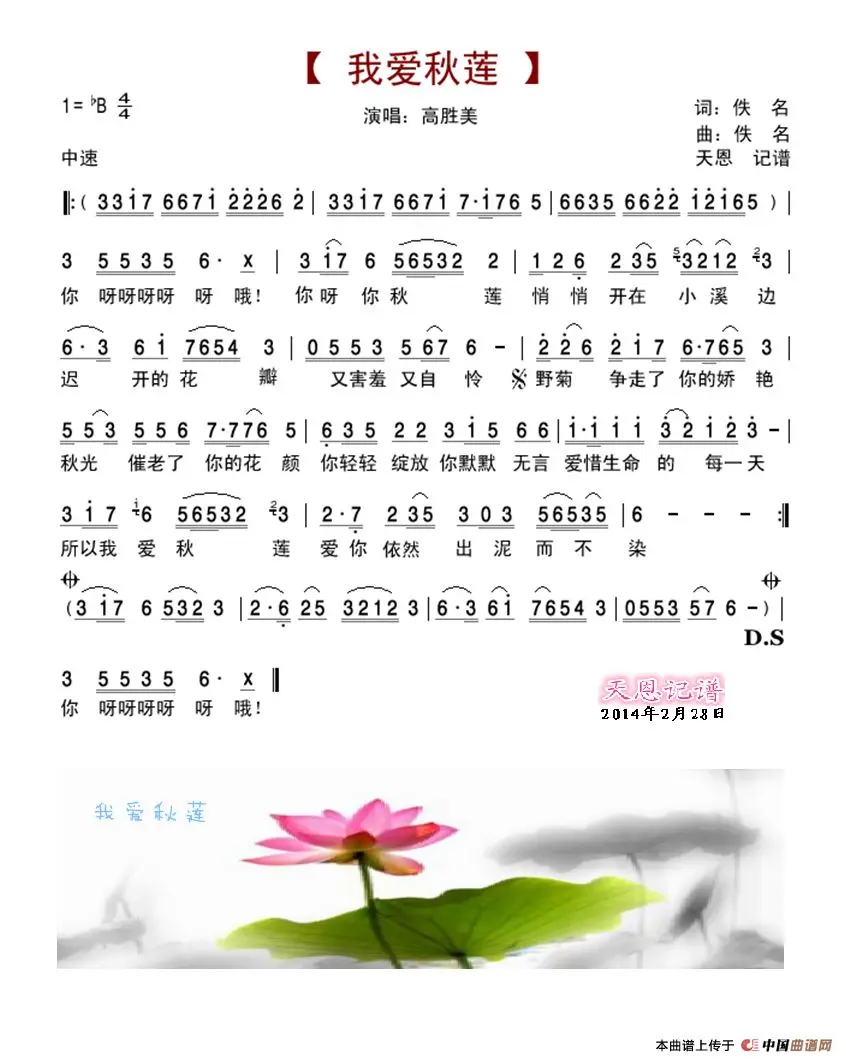 【 我爱秋莲 】
1=♭B 4/4
演唱：高胜美
词：佚 名
曲：佚 名
中速
天恩 记谱
‖:( 3 3 i 7 6 6 7 i 2 2 2 6 2 | 3 3 i 7 6 6 7 i 7·i 7 6 5 | 6 6 3 5 6 6 2 2 i 2 i 6 5 ) |
3 5 5 3 5 6· x | 3 i 7 6 5 6 5 3 2 2 | 1 2 6 2 3 5 5 3 2 1 2 2 3
你 呀呀呀呀 呀 哦！ 你 呀 你 秋 莲 悄 悄 开 在 小 溪 边
6·3 6 i 7 6 5 4 3 | 0 5 5 3 5 6 7 6 － | 2 2 6 2 i 7 6·7 6 5 3 |
迟 开的 花 瓣 又害羞 又自 怜 野菊 争走了 你的娇 艳
5 5 3 5 5 6 7·7 7 6 5 | 6 3 5 2 2 3 i 5 6 6 | i·i i i 3 2 i 2 3 － |
秋光 催老了 你的花 颜 你轻轻 绽放 你默默 无言 爱惜生命 的 每一天
3 i 7 i 6 5 6 5 3 2 2 3 | 2·7 2 3 5 3 0 3 5 6 5 3 5 | 6 － － － :‖
所以我 爱 秋 莲 爱 你 依然 出 泥 而 不 染
( 3 i 7 6 5 3 2 3 | 2·6 2 5 3 2 1 2 3 | 6·3 6 i 7 6 5 4 3 | 0 5 5 3 5 7 6 － ) |
D.S
3 5 5 3 5 6· x ‖
你 呀呀呀呀 呀 哦！
天恩记谱
2014年2月28日
我爱秋莲
本曲谱上传于 中国曲谱网